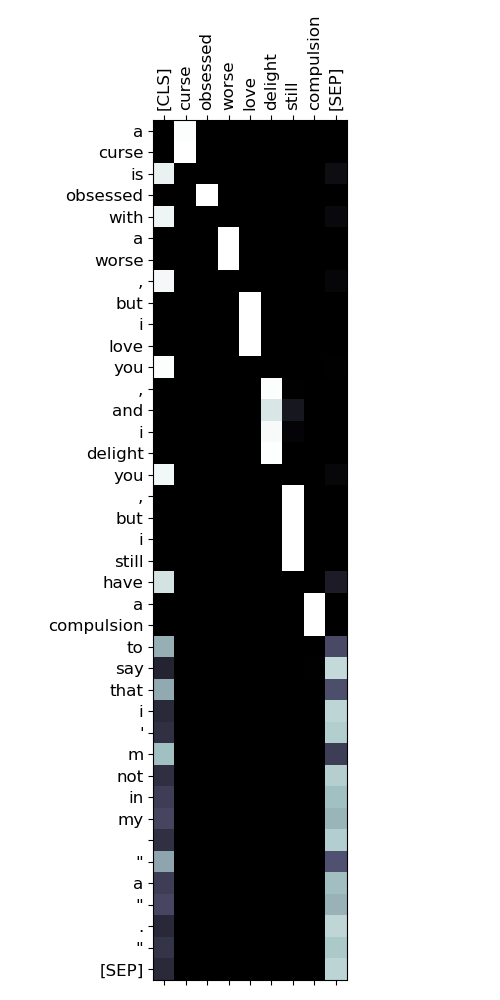 [CLS]
curse
obsessed
worse
love
delight
still
compulsion
[SEP]
a
curse
is
obsessed
with
a
worse
,
but
i
love
you
,
and
i
delight
you
,
but
i
still
have
a
compulsion
to
say
that
i
'
m
not
in
my
"
a
"
.
"
[SEP]